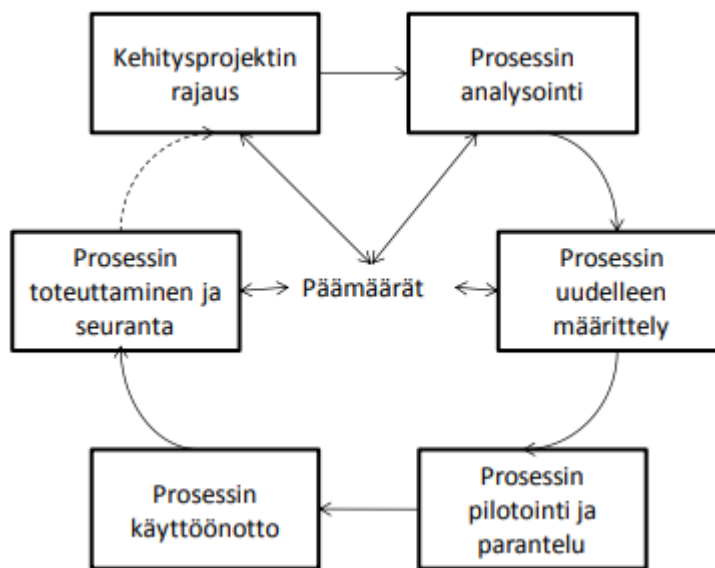 Kehitysprojektin
rajaus
Prosessin
analysointi
Prosessin
toteuttaminen ja
seuranta
Päämäärät
Prosessin
uudelleen
määrittely
Prosessin
käyttöönotto
Prosessin
pilotointi ja
parantelu